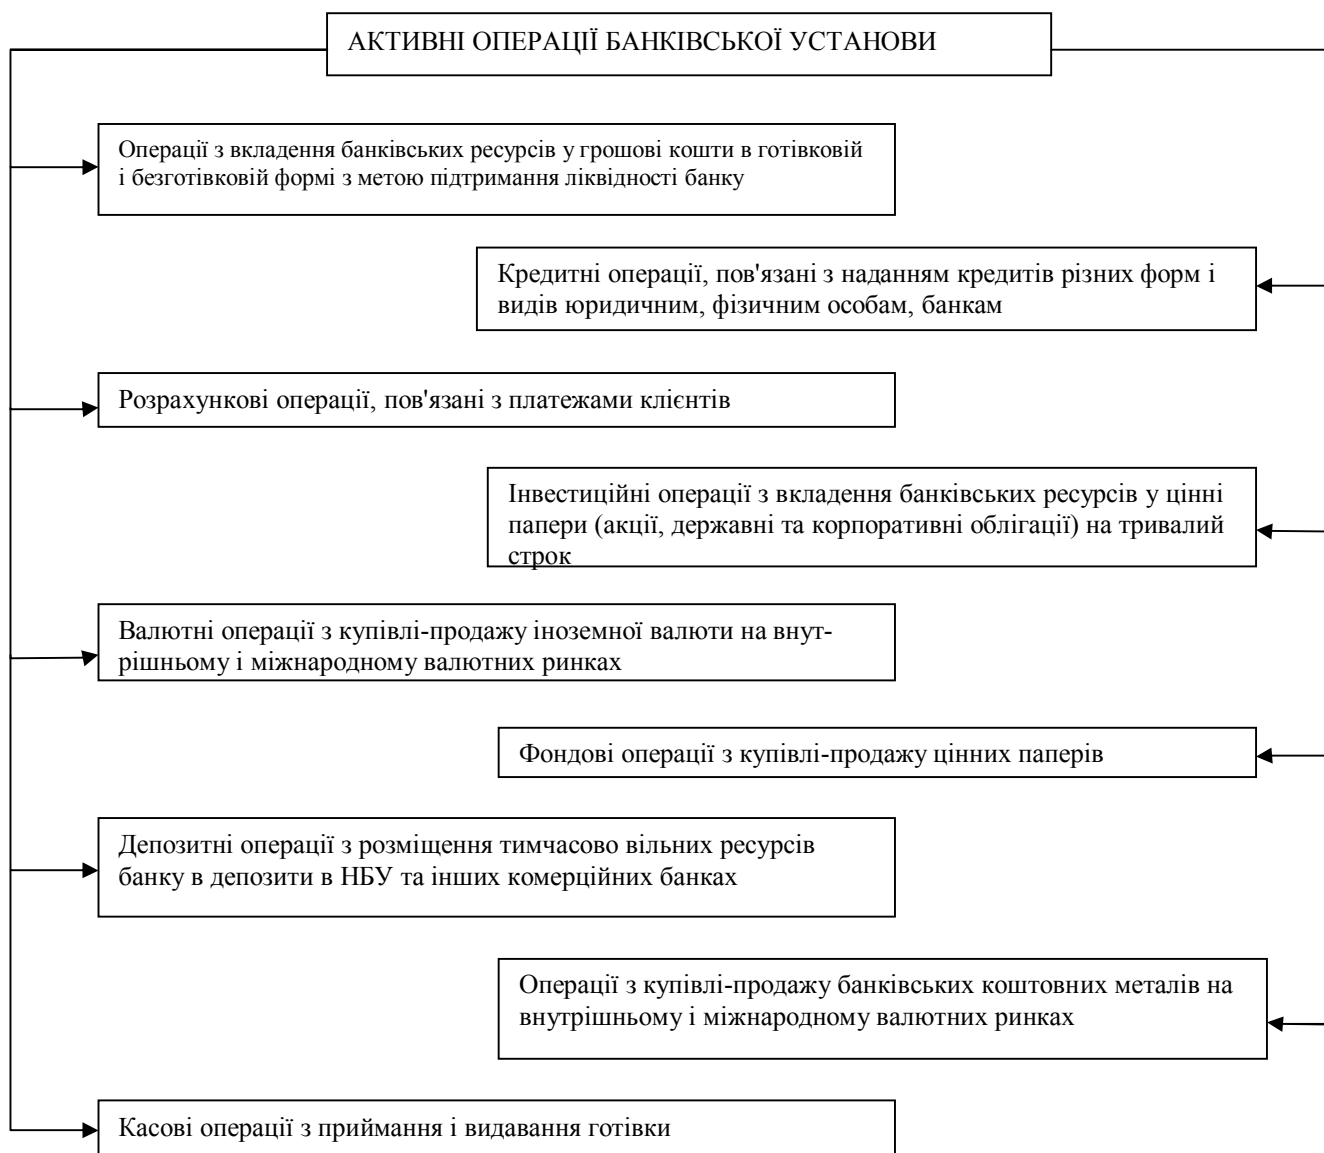 АКТИВНІ ОПЕРАЦІЇ БАНКІВСЬКОЇ УСТАНОВИ
Операції з вкладення банківських ресурсів у грошові кошти в готівковій
і безготівковій формі з метою підтримання ліквідності банку
Кредитні операції, пов'язані з наданням кредитів різних форм і
видів юридичним, фізичним особам, банкам
Розрахункові операції, пов'язані з платежами клієнтів
Інвестиційні операції з вкладення банківських ресурсів у цінні
папери (акції, державні та корпоративні облігації) на тривалий
строк
Валютні операції з купівлі-продажу іноземної валюти на внут-
рішньому і міжнародному валютних ринках
Фондові операції з купівлі-продажу цінних паперів
Депозитні операції з розміщення тимчасово вільних ресурсів
банку в депозити в НБУ та інших комерційних банках
Операції з купівлі-продажу банківських коштовних металів на
внутрішньому і міжнародному валютних ринках
Касові операції з приймання і видавання готівки